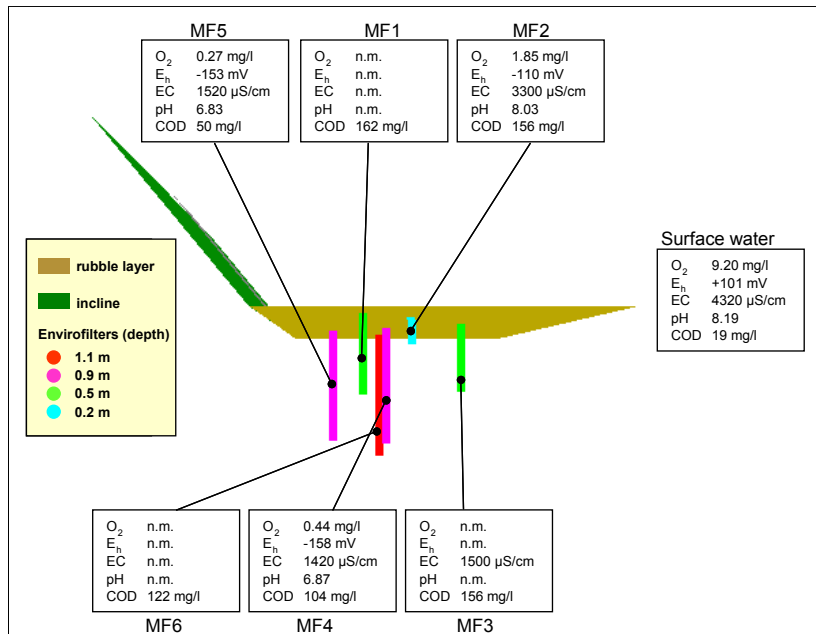 MF5
O2 0.27 mg/l
Eh -153 mV
EC 1520 µS/cm
pH 6.83
COD 50 mg/l
MF1
O2 n.m.
Eh n.m.
EC n.m.
pH n.m.
COD 162 mg/l
MF2
O2 1.85 mg/l
Eh -110 mV
EC 3300 µS/cm
pH 8.03
COD 156 mg/l
Surface water
O2 9.20 mg/l
Eh +101 mV
EC 4320 µS/cm
pH 8.19
COD 19 mg/l
rubble layer
incline
Envirofilters (depth)
1.1 m
0.9 m
0.5 m
0.2 m
O2 n.m.
Eh n.m.
EC n.m.
pH n.m.
COD 122 mg/l
MF6
O2 0.44 mg/l
Eh -158 mV
EC 1420 µS/cm
pH 6.87
COD 104 mg/l
MF4
O2 n.m.
Eh n.m.
EC 1500 µS/cm
pH n.m.
COD 156 mg/l
MF3